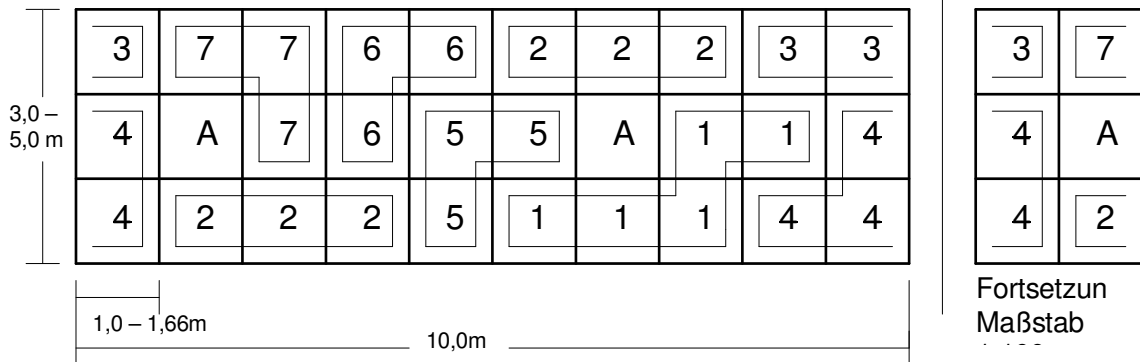 3 7 7 6 6 2 2 2 3 3
3 7
3,0 –
5,0 m
4 A 7 6 5 5 A 1 1 4
4 A
4 2 2 2 5 1 1 1 4 4
4 2
1,0 – 1,66m
10,0m
Fortsetzun
Maßstab